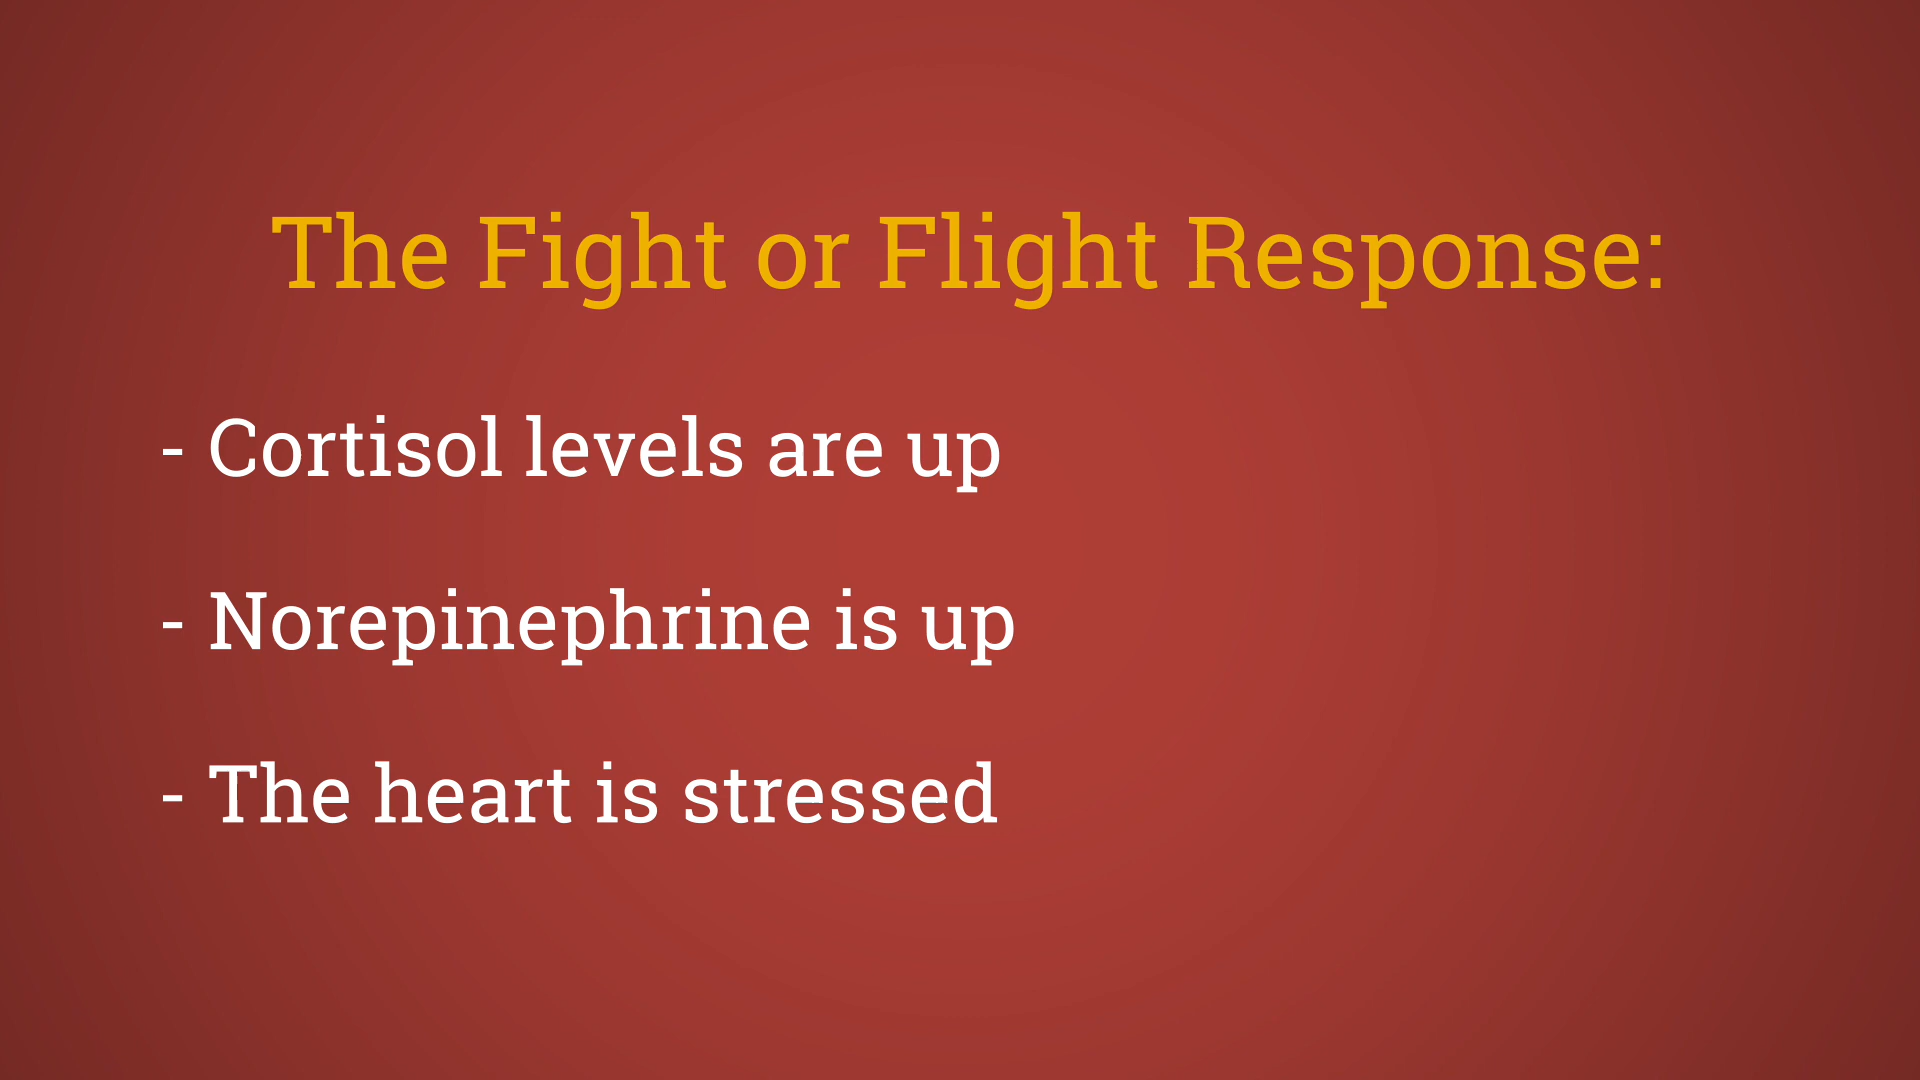 The Fight or Flight Response:
- Cortisol levels are up
- Norepinephrine is up
- The heart is stressed